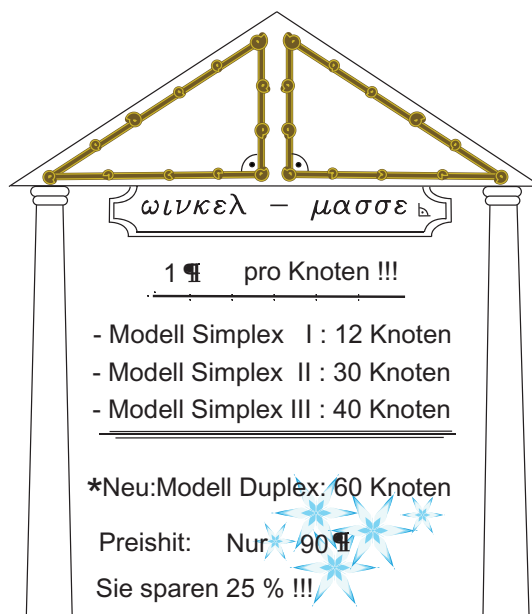 ωινκελ – μασσε
1 ¶ pro Knoten !!!
- Modell Simplex I : 12 Knoten
- Modell Simplex II : 30 Knoten
- Modell Simplex III : 40 Knoten
*Neu:Modell Duplex: 60 Knoten
Preishit: Nur 90 ¶
Sie sparen 25 % !!!